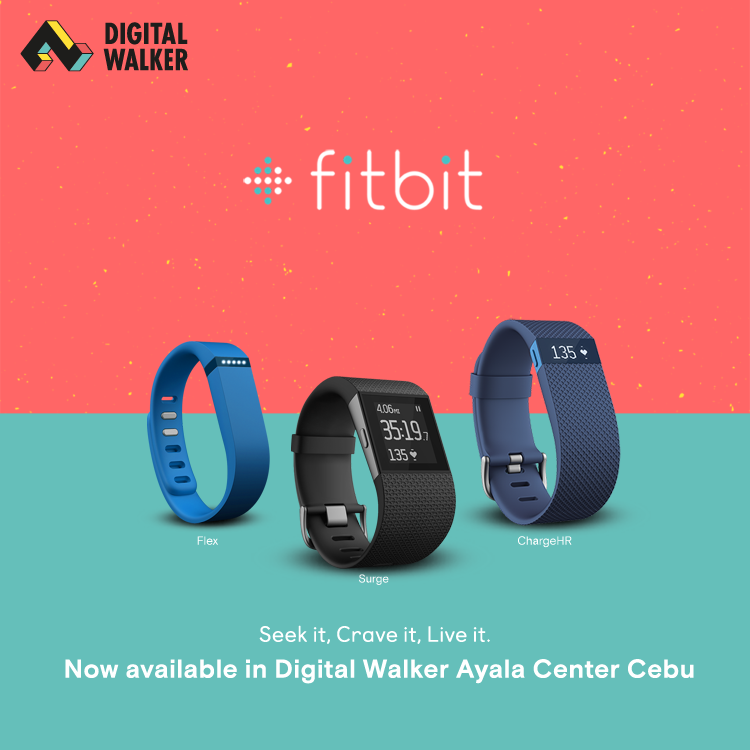 DIGITAL
WALKER
fitbit
135
4.06MI
35:19.7
135
Flex
ChargeHR
Surge
Seek it, Crave it, Live it.
Now available in Digital Walker Ayala Center Cebu